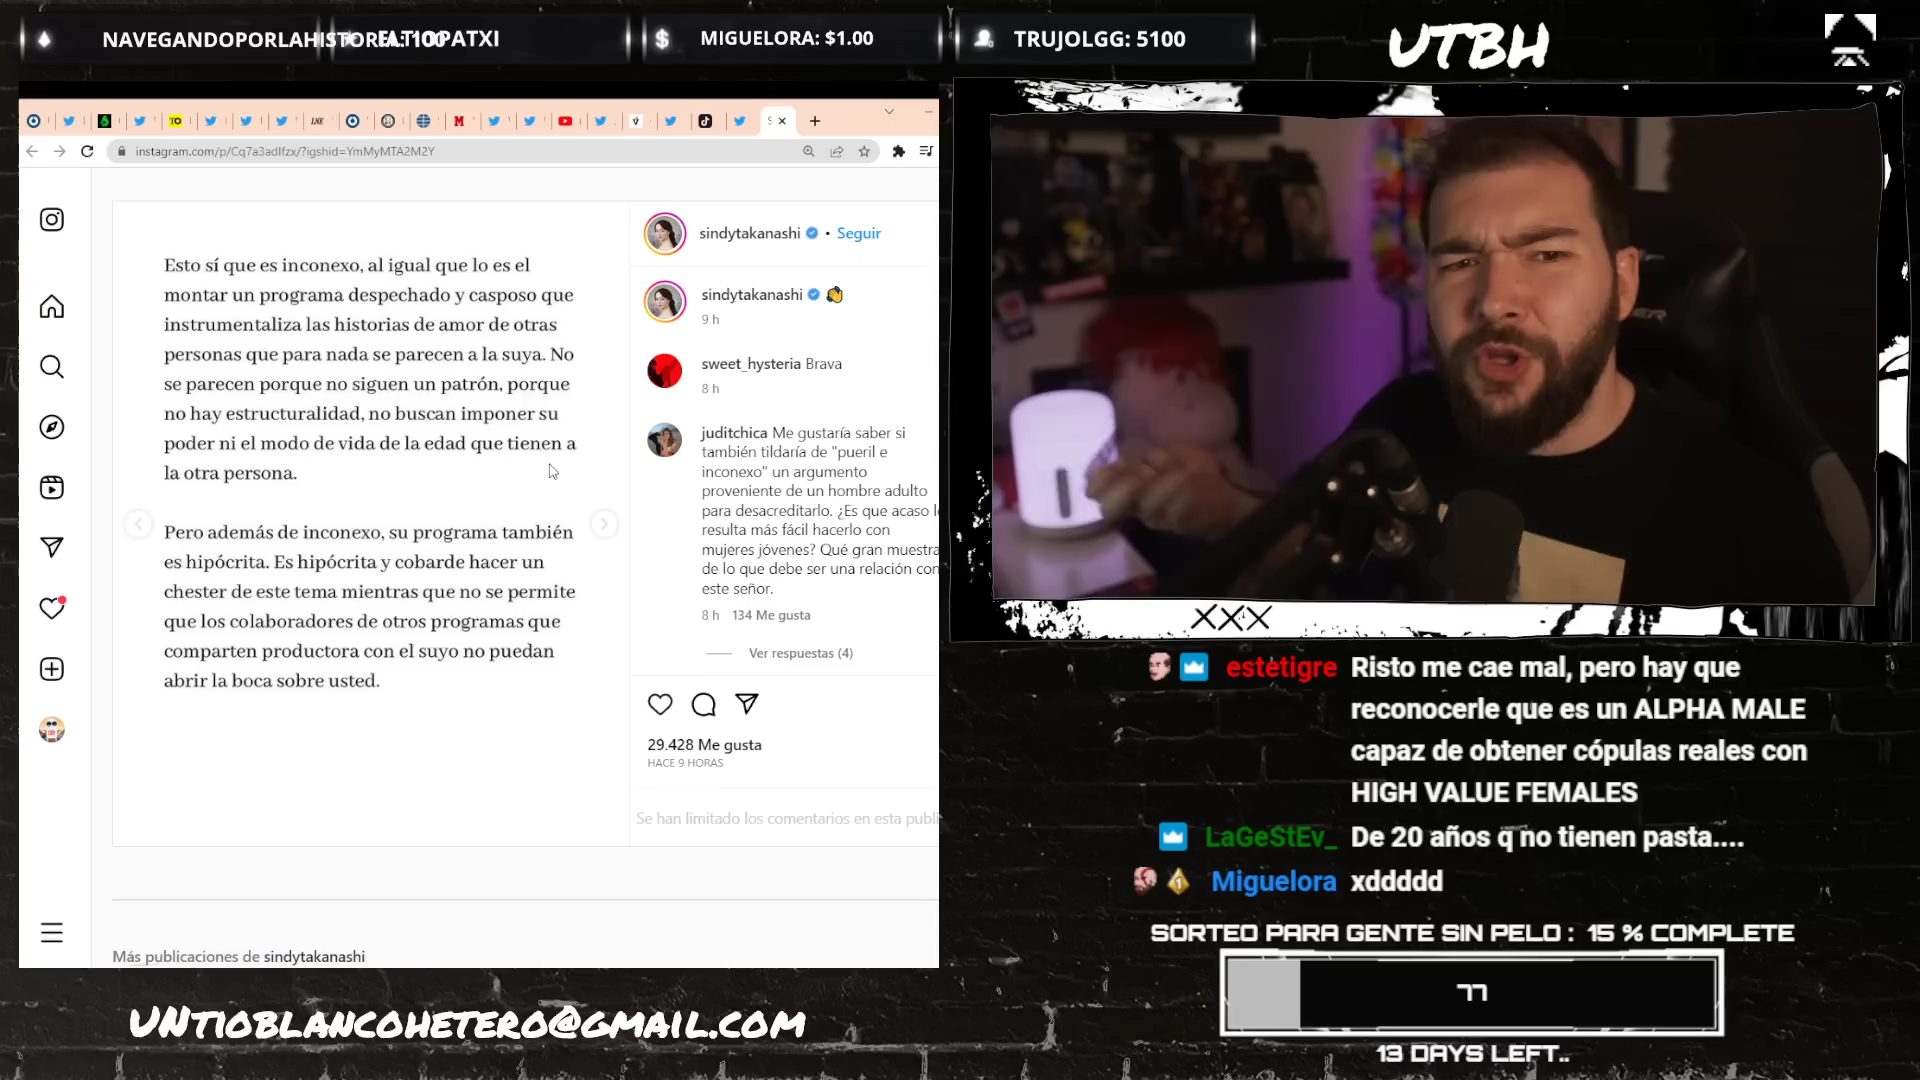 MIGUELORA: $1.00
TRUJOLGG: 5100
UTBH
instagram.com/p/Cq7a3adIfzx/?igshid=YmMyMTA2M2Y
Esto sí que es inconexo, al igual que lo es el
montar un programa despechado y casposo que
instrumentaliza las historias de amor de otras
personas que para nada se parecen a la suya. No
se parecen porque no siguen un patrón, porque
no hay estructuralidad, no buscan imponer su
poder ni el modo de vida de la edad que tienen a
la otra persona.
Pero además de inconexo, su programa también
es hipócrita. Es hipócrita y cobarde hacer un
chester de este tema mientras que no se permite
que los colaboradores de otros programas que
comparten productora con el suyo no puedan
abrir la boca sobre usted.
sindytakanashi • Seguir
sindytakanashi 👏
9 h
sweet_hysteria Brava
8 h
juditchica Me gustaría saber si
también tildaría de "pueril e
inconexo" un argumento
proveniente de un hombre adulto
para desacreditarlo. ¿Es que acaso l
resulta más fácil hacerlo con
mujeres jóvenes? Qué gran muestra
de lo que debe ser una relación con
este señor.
8 h 134 Me gusta
Ver respuestas (4)
29.428 Me gusta
HACE 9 HORAS
Se han limitado los comentarios en esta publi
Más publicaciones de sindytakanashi
XXX
estetigre Risto me cae mal, pero hay que
reconocerle que es un ALPHA MALE
capaz de obtener cópulas reales con
HIGH VALUE FEMALES
LaGeStEv_ De 20 años q no tienen pasta....
Miguelora xddddd
SORTEO PARA GENTE SIN PELO : 15 % COMPLETE
77
13 DAYS LEFT..
UNTIOBLANCOHETERO@GMAIL.COM